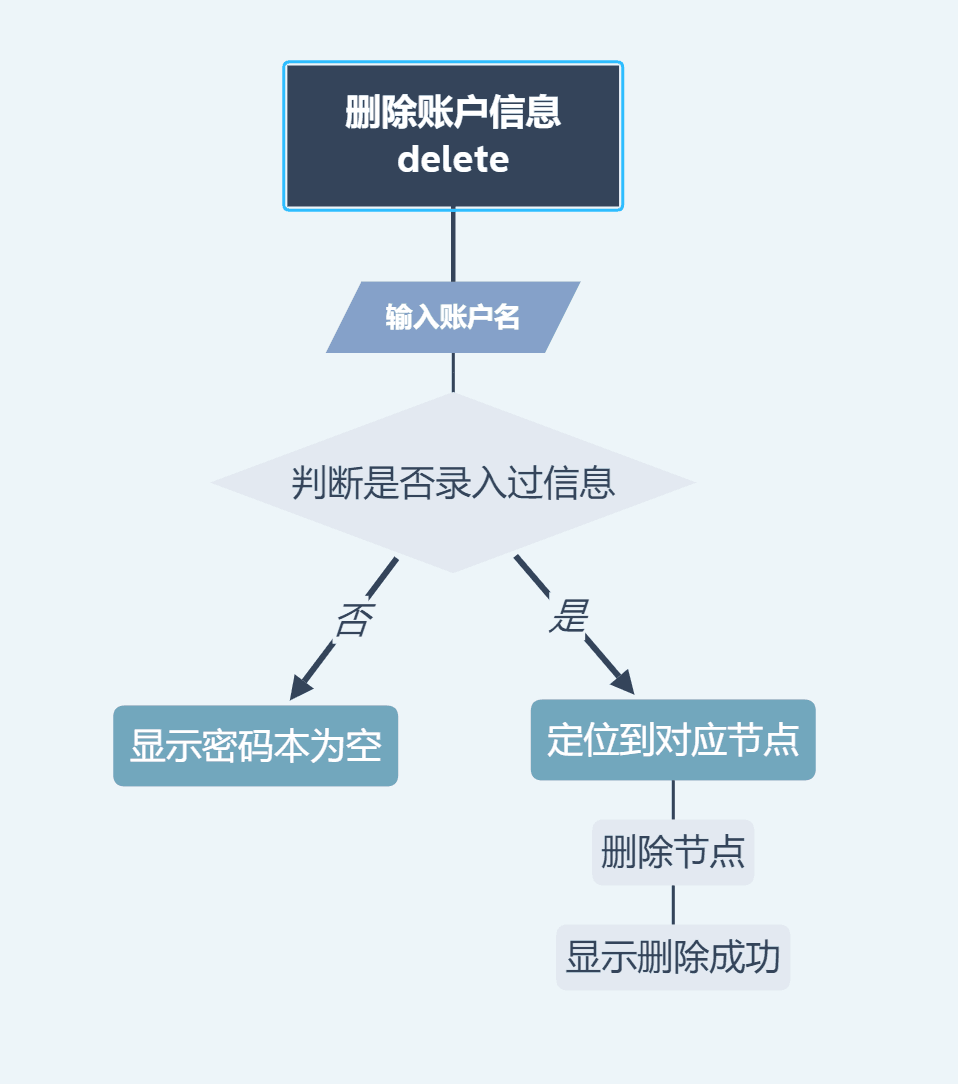 删除账户信息
delete
输入账户名
判断是否录入过信息
否
是
显示密码本为空
定位到对应节点
删除节点
显示删除成功